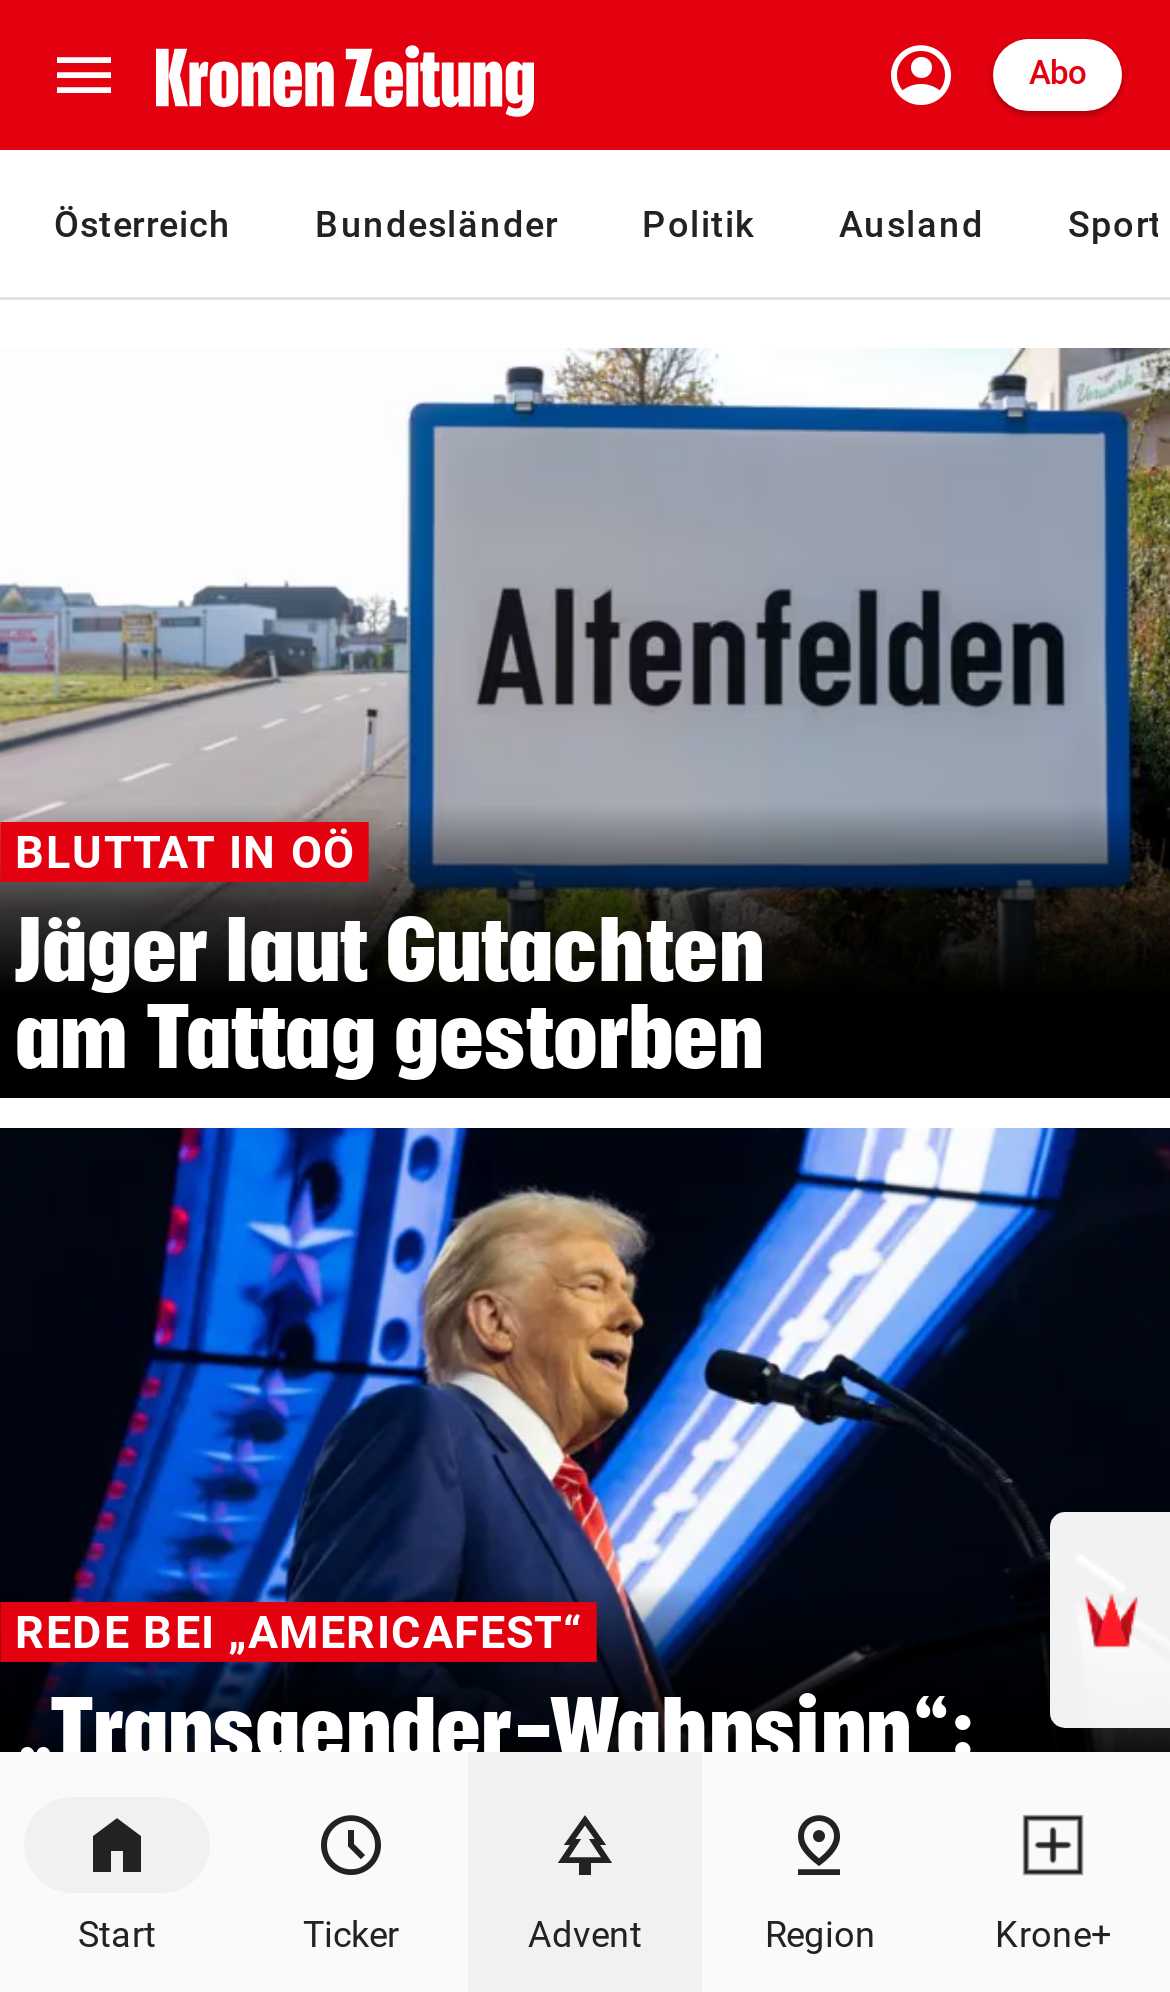 Kronen Zeitung
Abo
Österreich Bundesländer Politik Ausland Sport
Altenfelden
BLUTTAT IN OÖ
Jäger laut Gutachten
am Tattag gestorben
REDE BEI „AMERICAFEST“
„Transgender-Wahnsinn“:
Start Ticker Advent Region Krone+